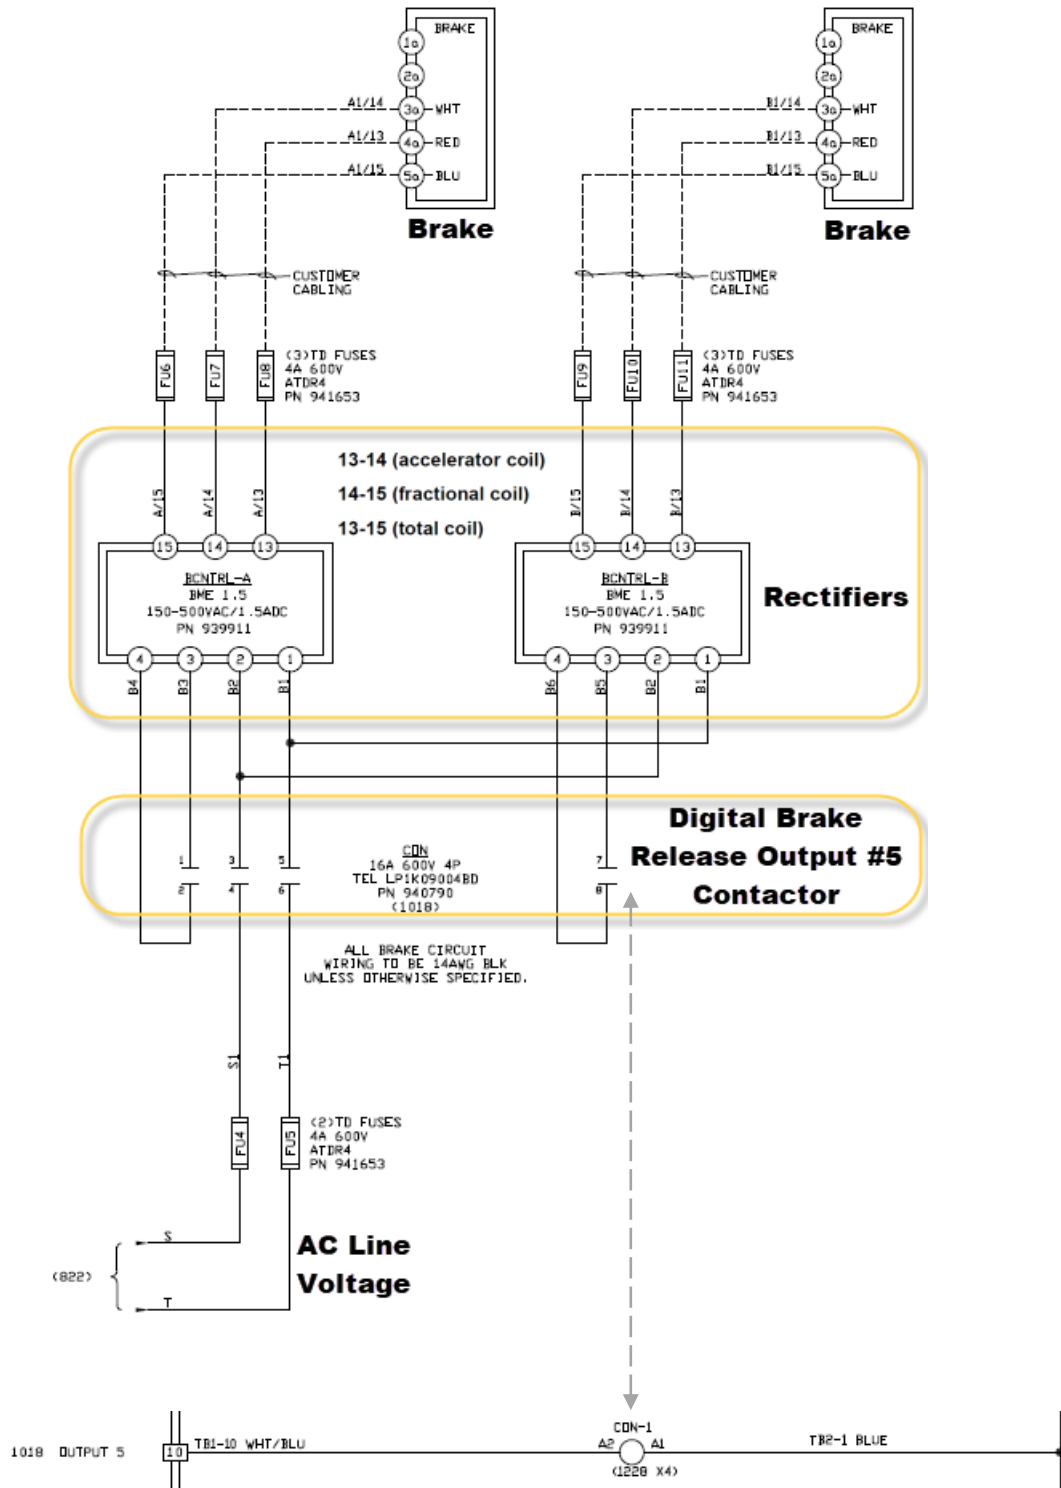 BRAKE
1a
2a
A1/14 3a WHT
A1/13 4a RED
A1/15 5a BLU
Brake
CUSTOMER
CABLING
BRAKE
1a
2a
B1/14 3a WHT
B1/13 4a RED
B1/15 5a BLU
Brake
CUSTOMER
CABLING
FU6 FU7 FU8
(3)TD FUSES
4A 600V
ATDR4
PN 941653
FU9 FU10 FU11
(3)TD FUSES
4A 600V
ATDR4
PN 941653
13-14 (accelerator coil)
14-15 (fractional coil)
13-15 (total coil)
A/15 A/14 A/13
15 14 13
BCNTRL-A
BME 1.5
150-500VAC/1.5ADC
PN 939911
4 3 2 1
B4 B3 B2 B1
B/15 B/14 B/13
15 14 13
BCNTRL-B
BME 1.5
150-500VAC/1.5ADC
PN 939911
4 3 2 1
B6 B5 B2 B1
Rectifiers
1 3 5
2 4 6
CON
16A 600V 4P
TEL LP1K09004BD
PN 940790
(1018)
7
8
Digital Brake
Release Output #5
Contactor
ALL BRAKE CIRCUIT
WIRING TO BE 14AWG BLK
UNLESS OTHERWISE SPECIFIED.
S1 T1
FU4 FU5
(2)TD FUSES
4A 600V
ATDR4
PN 941653
S
(822)
T
AC Line
Voltage
CON-1
1018 OUTPUT 5 10 TB1-10 WHT/BLU A2 A1 TB2-1 BLUE
(1228 X4)